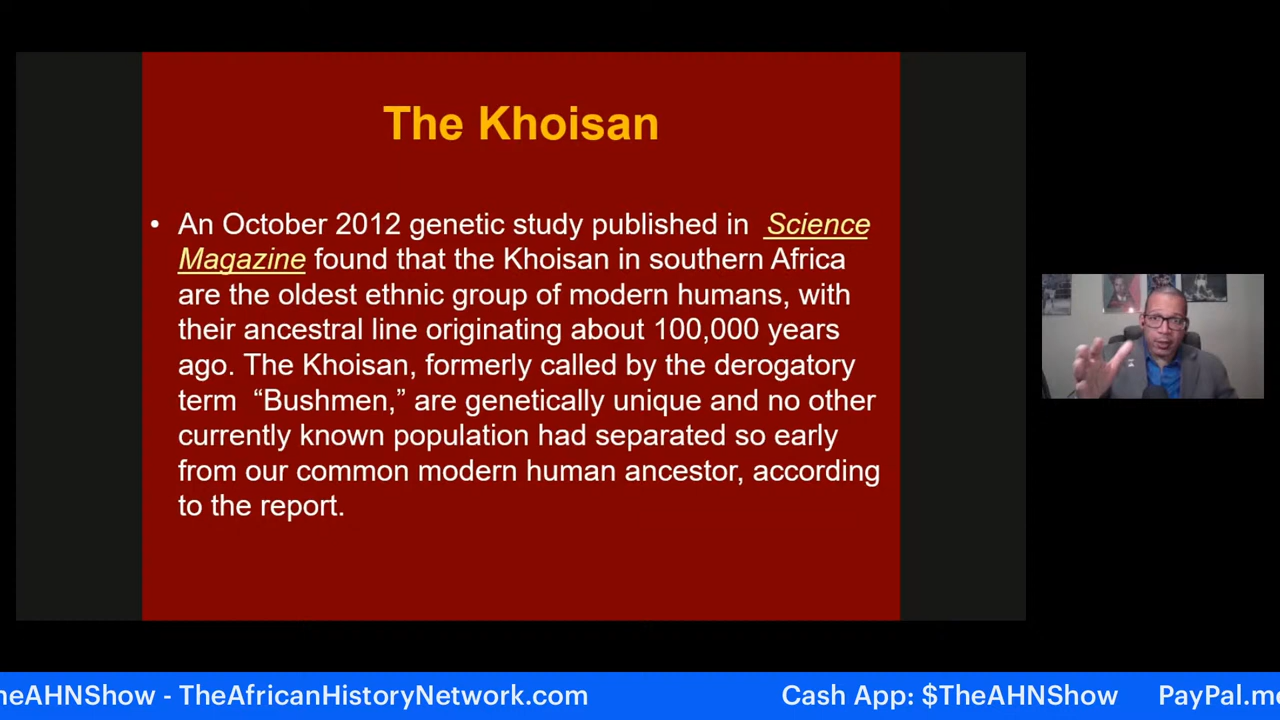 The Khoisan
• An October 2012 genetic study published in Science
Magazine found that the Khoisan in southern Africa
are the oldest ethnic group of modern humans, with
their ancestral line originating about 100,000 years
ago. The Khoisan, formerly called by the derogatory
term “Bushmen,” are genetically unique and no other
currently known population had separated so early
from our common modern human ancestor, according
to the report.
heAHNShow - TheAfricanHistoryNetwork.com Cash App: $TheAHNShow PayPal.me